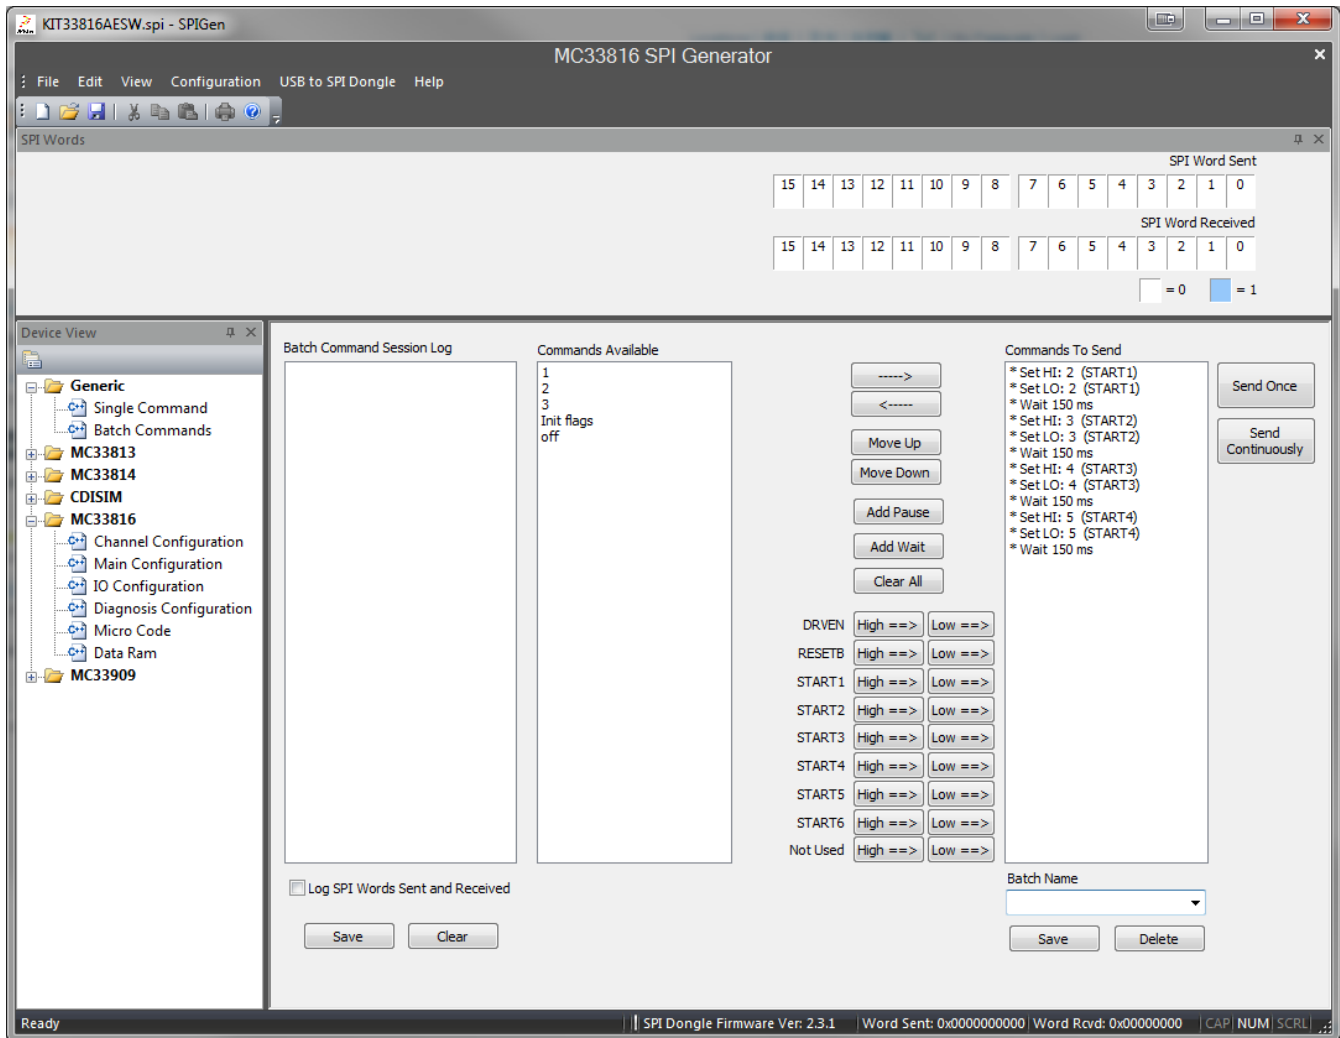 KIT33816AESW.spi - SPIGen
MC33816 SPI Generator
File Edit View Configuration USB to SPI Dongle Help
SPI Words
SPI Word Sent
15 14 13 12 11 10 9 8 7 6 5 4 3 2 1 0
SPI Word Received
15 14 13 12 11 10 9 8 7 6 5 4 3 2 1 0
= 0 = 1
Device View
Generic
Single Command
Batch Commands
MC33813
MC33814
CDISIM
MC33816
Channel Configuration
Main Configuration
IO Configuration
Diagnosis Configuration
Micro Code
Data Ram
MC33909
Batch Command Session Log
Log SPI Words Sent and Received
Save Clear
Commands Available
1
2
3
Init flags
off
----->
<-----
Move Up
Move Down
Add Pause
Add Wait
Clear All
DRVEN High ==> Low ==>
RESETB High ==> Low ==>
START1 High ==> Low ==>
START2 High ==> Low ==>
START3 High ==> Low ==>
START4 High ==> Low ==>
START5 High ==> Low ==>
START6 High ==> Low ==>
Not Used High ==> Low ==>
Commands To Send
* Set HI: 2 (START1)
* Set LO: 2 (START1)
* Wait 150 ms
* Set HI: 3 (START2)
* Set LO: 3 (START2)
* Wait 150 ms
* Set HI: 4 (START3)
* Set LO: 4 (START3)
* Wait 150 ms
* Set HI: 5 (START4)
* Set LO: 5 (START4)
* Wait 150 ms
Send Once
Send
Continuously
Batch Name
Save Delete
Ready SPI Dongle Firmware Ver: 2.3.1 Word Sent: 0x0000000000 Word Rcvd: 0x00000000 CAP NUM SCRL